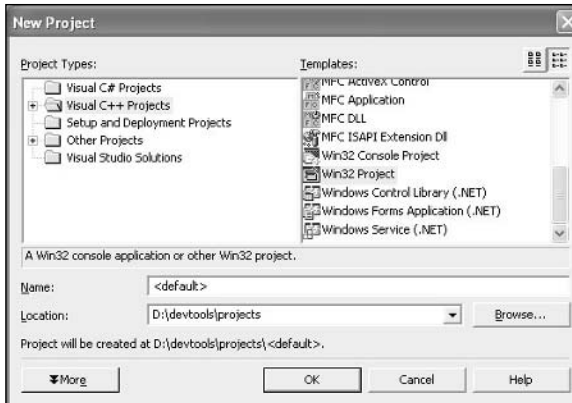 New Project
Project Types:
Templates:
Visual C# Projects
Visual C++ Projects
Setup and Deployment Projects
Other Projects
Visual Studio Solutions
MFC ActiveX Control
MFC Application
MFC DLL
MFC ISAPI Extension Dll
Win32 Console Project
Win32 Project
Windows Control Library (.NET)
Windows Forms Application (.NET)
Windows Service (.NET)
A Win32 console application or other Win32 project.
Name:
<default>
Location:
D:\devtools\projects
Browse...
Project will be created at D:\devtools\projects\<default>.
More
OK
Cancel
Help